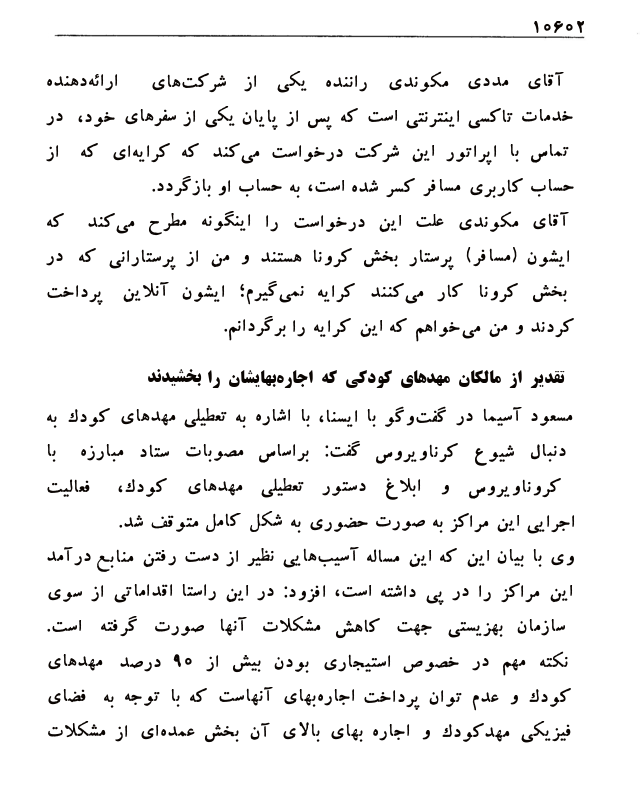 ۱۰۶۰۲
آقای مددی مکوندی راننده یکی از شرکت‌های ارائه‌دهنده
خدمات تاکسی اینترنتی است که پس از پایان یکی از سفرهای خود، در
تماس با اپراتور این شرکت درخواست می‌کند که کرایه‌ای که از
حساب کاربری مسافر کسر شده است، به حساب او بازگردد.
آقای مکوندی علت این درخواست را اینگونه مطرح می‌کند که
ایشون (مسافر) پرستار بخش کرونا هستند و من از پرستارانی که در
بخش کرونا کار می‌کنند کرایه نمی‌گیرم؛ ایشون آنلاین پرداخت
کردند و من می‌خواهم که این کرایه را برگردانم.
تقدیر از مالکان مهدهای کودکی که اجاره‌بهایشان را بخشیدند
مسعود آسیما در گفت‌وگو با ایسنا، با اشاره به تعطیلی مهدهای کودك به
دنبال شیوع کرناویروس گفت: براساس مصوبات ستاد مبارزه با
کروناویروس و ابلاغ دستور تعطیلی مهدهای کودك، فعالیت
اجرایی این مراکز به صورت حضوری به شکل کامل متوقف شد.
وی با بیان این که این مساله آسیب‌هایی نظیر از دست رفتن منابع درآمد
این مراکز را در پی داشته است، افزود: در این راستا اقداماتی از سوی
سازمان بهزیستی جهت کاهش مشکلات آنها صورت گرفته است.
نکته مهم در خصوص استیجاری بودن بیش از ۹۰ درصد مهدهای
کودك و عدم توان پرداخت اجاره‌بهای آنهاست که با توجه به فضای
فیزیکی مهدکودك و اجاره بهای بالای آن بخش عمده‌ای از مشکلات